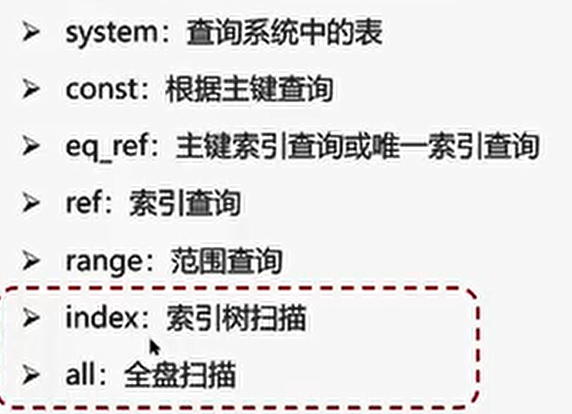 ➢ system：查询系统中的表
➢ const：根据主键查询
➢ eq_ref：主键索引查询或唯一索引查询
➢ ref：索引查询
➢ range：范围查询
➢ index：索引树扫描
➢ all：全盘扫描